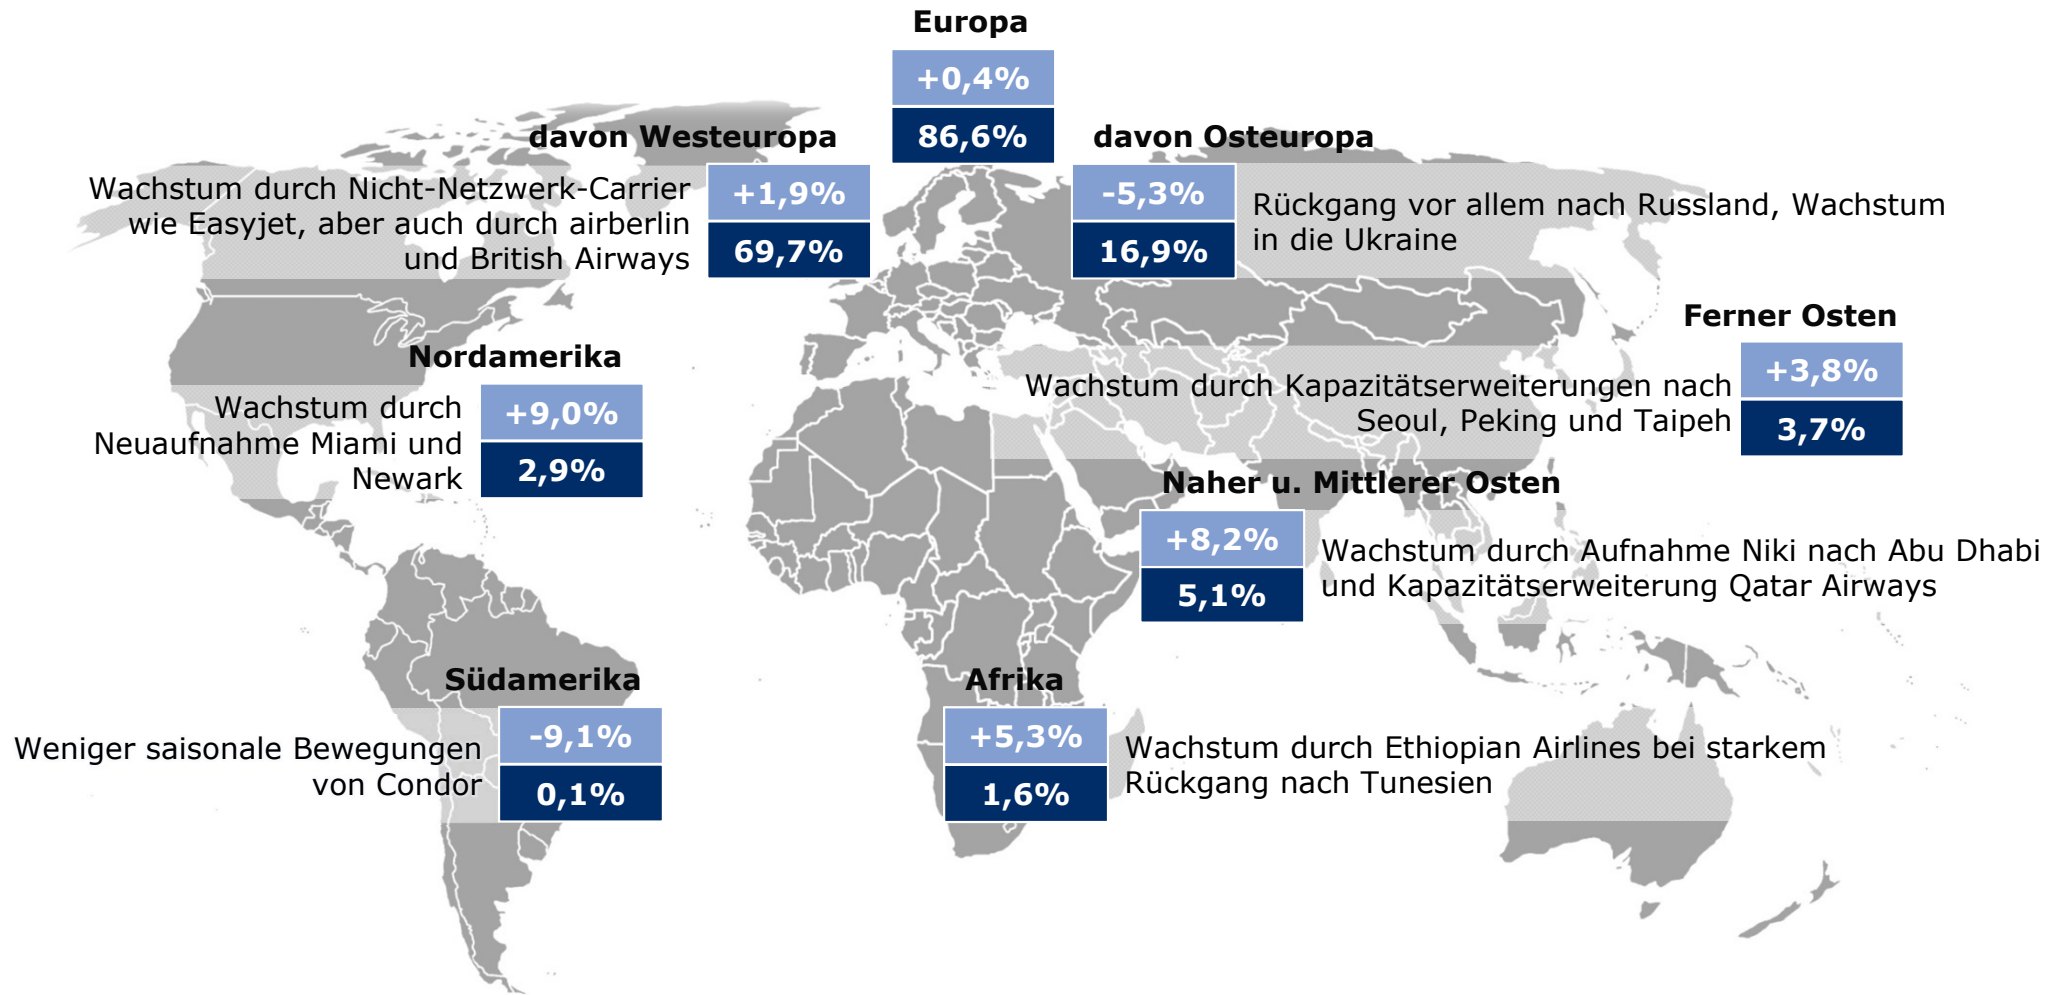 Europa
+0,4%
86,6%
davon Westeuropa
Wachstum durch Nicht-Netzwerk-Carrier
wie Easyjet, aber auch durch airberlin
und British Airways
+1,9%
69,7%
davon Osteuropa
-5,3%
16,9%
Rückgang vor allem nach Russland, Wachstum
in die Ukraine
Nordamerika
Wachstum durch
Neuaufnahme Miami und
Newark
+9,0%
2,9%
Ferner Osten
Wachstum durch Kapazitätserweiterungen nach
Seoul, Peking und Taipeh
+3,8%
3,7%
Naher u. Mittlerer Osten
+8,2%
5,1%
Wachstum durch Aufnahme Niki nach Abu Dhabi
und Kapazitätserweiterung Qatar Airways
Südamerika
Weniger saisonale Bewegungen
von Condor
-9,1%
0,1%
Afrika
+5,3%
1,6%
Wachstum durch Ethiopian Airlines bei starkem
Rückgang nach Tunesien